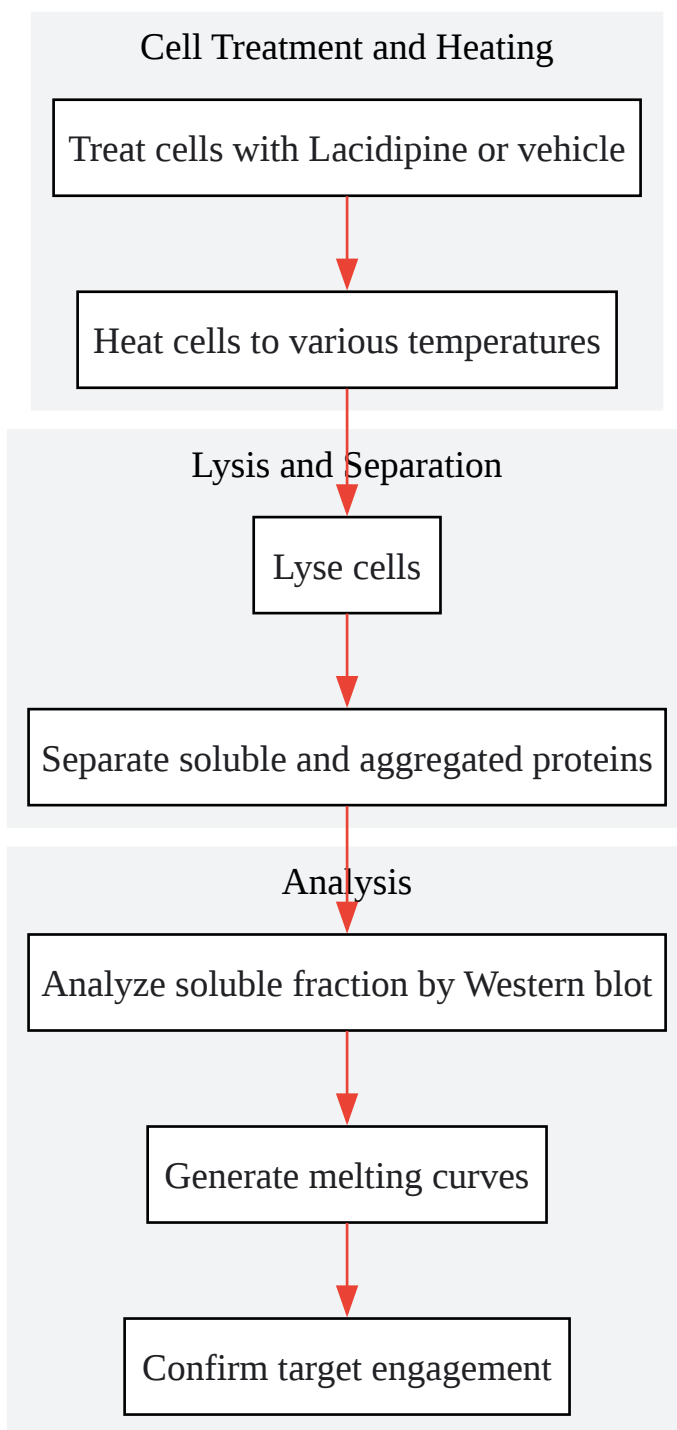 Cell Treatment and Heating
Treat cells with Lacidipine or vehicle
Heat cells to various temperatures
Lysis and Separation
Lyse cells
Separate soluble and aggregated proteins
Analysis
Analyze soluble fraction by Western blot
Generate melting curves
Confirm target engagement